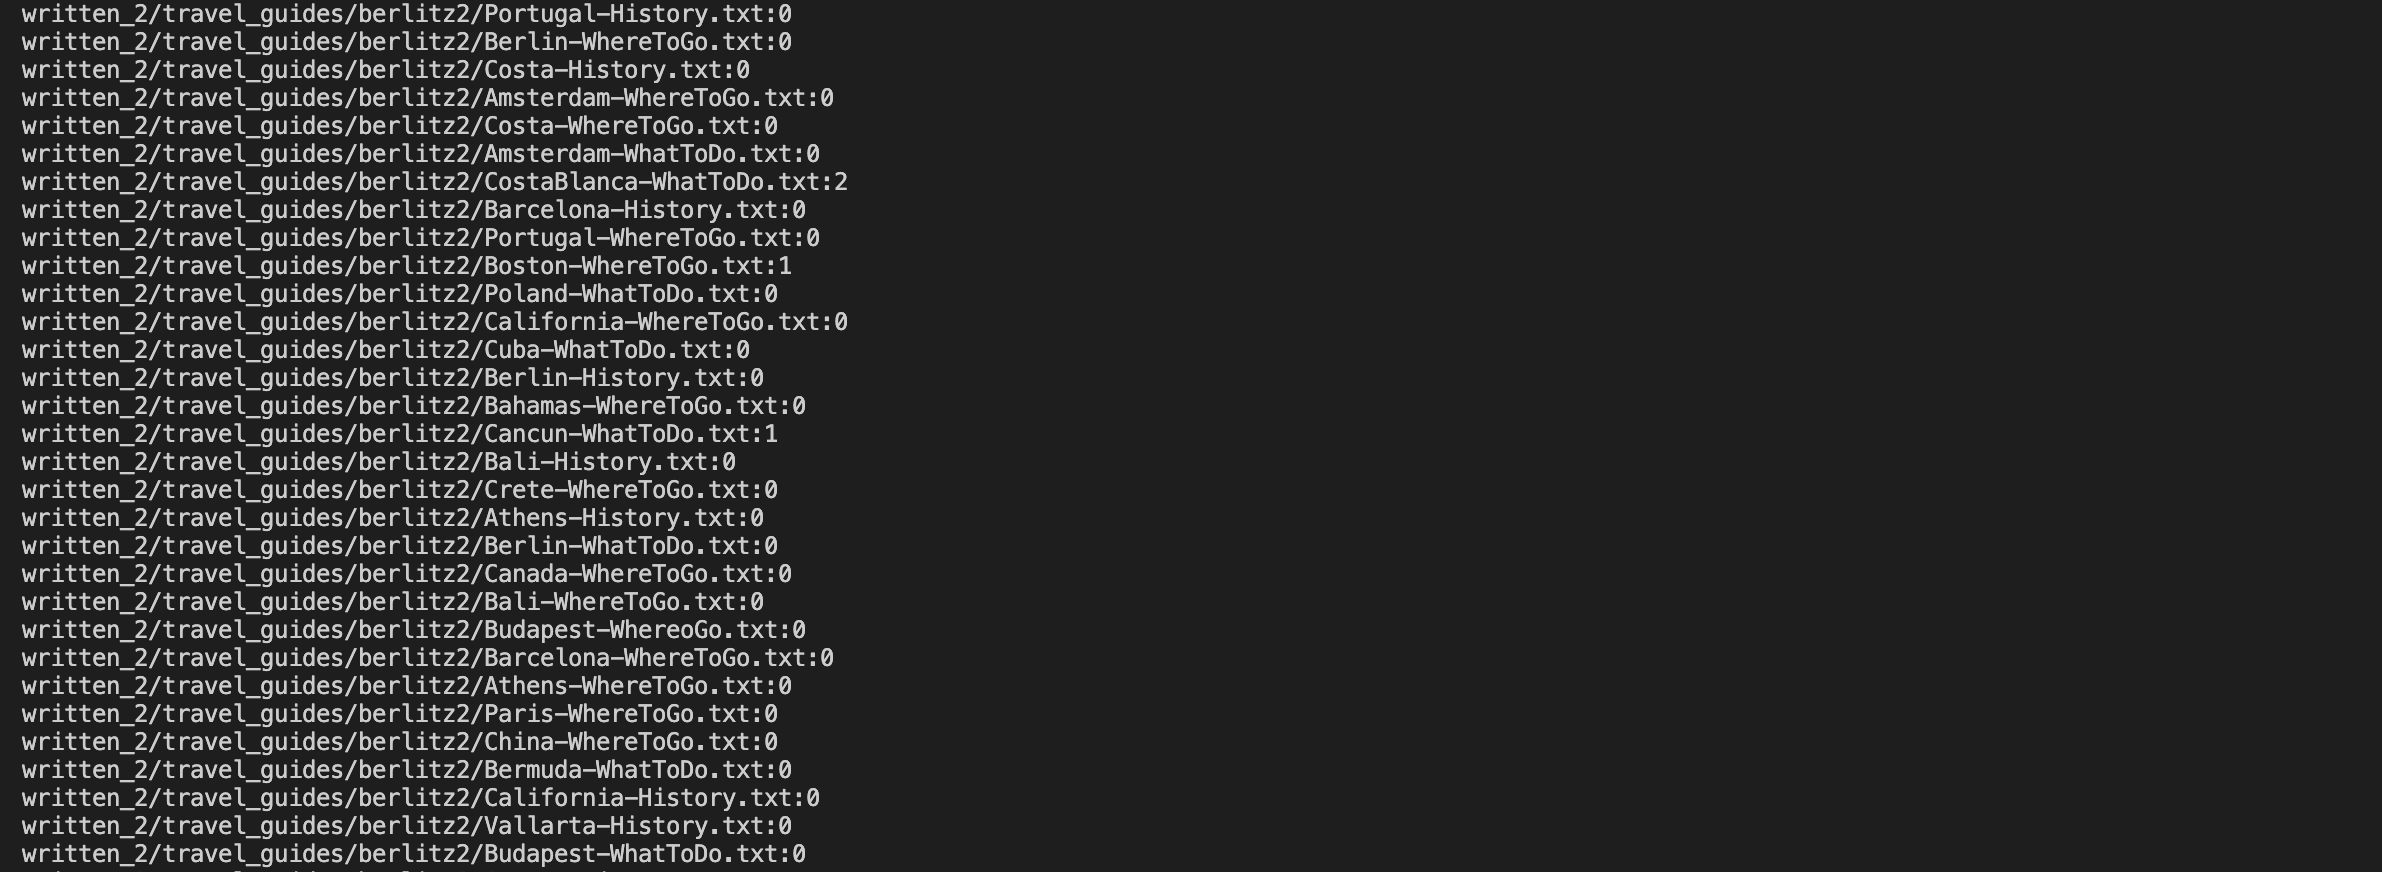 written_2/travel_guides/berlitz2/Portugal-History.txt:0
written_2/travel_guides/berlitz2/Berlin-WhereToGo.txt:0
written_2/travel_guides/berlitz2/Costa-History.txt:0
written_2/travel_guides/berlitz2/Amsterdam-WhereToGo.txt:0
written_2/travel_guides/berlitz2/Costa-WhereToGo.txt:0
written_2/travel_guides/berlitz2/Amsterdam-WhatToDo.txt:0
written_2/travel_guides/berlitz2/CostaBlanca-WhatToDo.txt:2
written_2/travel_guides/berlitz2/Barcelona-History.txt:0
written_2/travel_guides/berlitz2/Portugal-WhereToGo.txt:0
written_2/travel_guides/berlitz2/Boston-WhereToGo.txt:1
written_2/travel_guides/berlitz2/Poland-WhatToDo.txt:0
written_2/travel_guides/berlitz2/California-WhereToGo.txt:0
written_2/travel_guides/berlitz2/Cuba-WhatToDo.txt:0
written_2/travel_guides/berlitz2/Berlin-History.txt:0
written_2/travel_guides/berlitz2/Bahamas-WhereToGo.txt:0
written_2/travel_guides/berlitz2/Cancun-WhatToDo.txt:1
written_2/travel_guides/berlitz2/Bali-History.txt:0
written_2/travel_guides/berlitz2/Crete-WhereToGo.txt:0
written_2/travel_guides/berlitz2/Athens-History.txt:0
written_2/travel_guides/berlitz2/Berlin-WhatToDo.txt:0
written_2/travel_guides/berlitz2/Canada-WhereToGo.txt:0
written_2/travel_guides/berlitz2/Bali-WhereToGo.txt:0
written_2/travel_guides/berlitz2/Budapest-WhereoGo.txt:0
written_2/travel_guides/berlitz2/Barcelona-WhereToGo.txt:0
written_2/travel_guides/berlitz2/Athens-WhereToGo.txt:0
written_2/travel_guides/berlitz2/Paris-WhereToGo.txt:0
written_2/travel_guides/berlitz2/China-WhereToGo.txt:0
written_2/travel_guides/berlitz2/Bermuda-WhatToDo.txt:0
written_2/travel_guides/berlitz2/California-History.txt:0
written_2/travel_guides/berlitz2/Vallarta-History.txt:0
written_2/travel_guides/berlitz2/Budapest-WhatToDo.txt:0